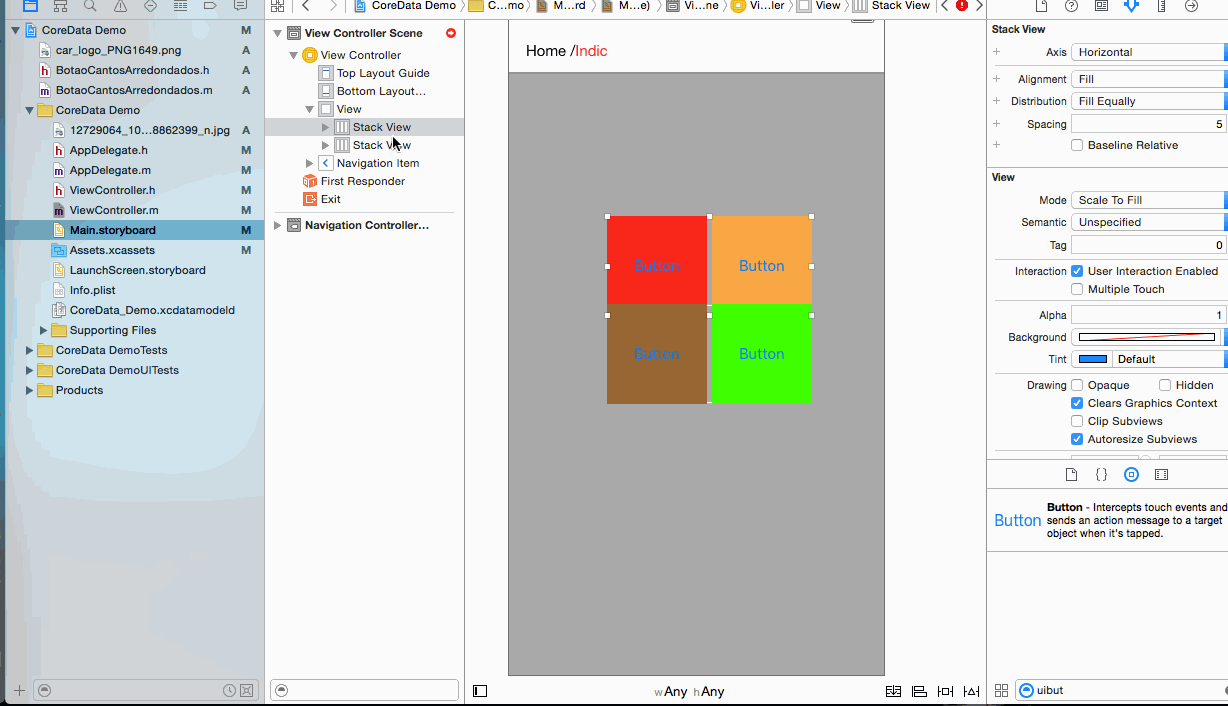 CoreData Demo M
car_logo_PNG1649.png A
BotaoCantosArredondados.h A
BotaoCantosArredondados.m A
CoreData Demo
12729064_10...8862399_n.jpg A
AppDelegate.h M
AppDelegate.m M
ViewController.h M
ViewController.m M
Main.storyboard M
Assets.xcassets M
LaunchScreen.storyboard
Info.plist
CoreData_Demo.xcdatamodeld
Supporting Files
CoreData DemoTests
CoreData DemoUITests
Products
CoreData Demo
C...mo
M...rd
M...e)
Vi...ne
Vi...ler
View
Stack View
View Controller Scene
View Controller
Top Layout Guide
Bottom Layout...
View
Stack View
Stack View
Navigation Item
First Responder
Exit
Navigation Controller...
Home /Indic
Button Button
Button Button
wAny hAny
Stack View
Axis Horizontal
Alignment Fill
Distribution Fill Equally
Spacing 5
Baseline Relative
View
Mode Scale To Fill
Semantic Unspecified
Tag 0
Interaction User Interaction Enabled
Multiple Touch
Alpha 1
Background
Tint Default
Drawing Opaque Hidden
Clears Graphics Context
Clip Subviews
Autoresize Subviews
{}
Button
Button - Intercepts touch events and
sends an action message to a target
object when it's tapped.
uibut